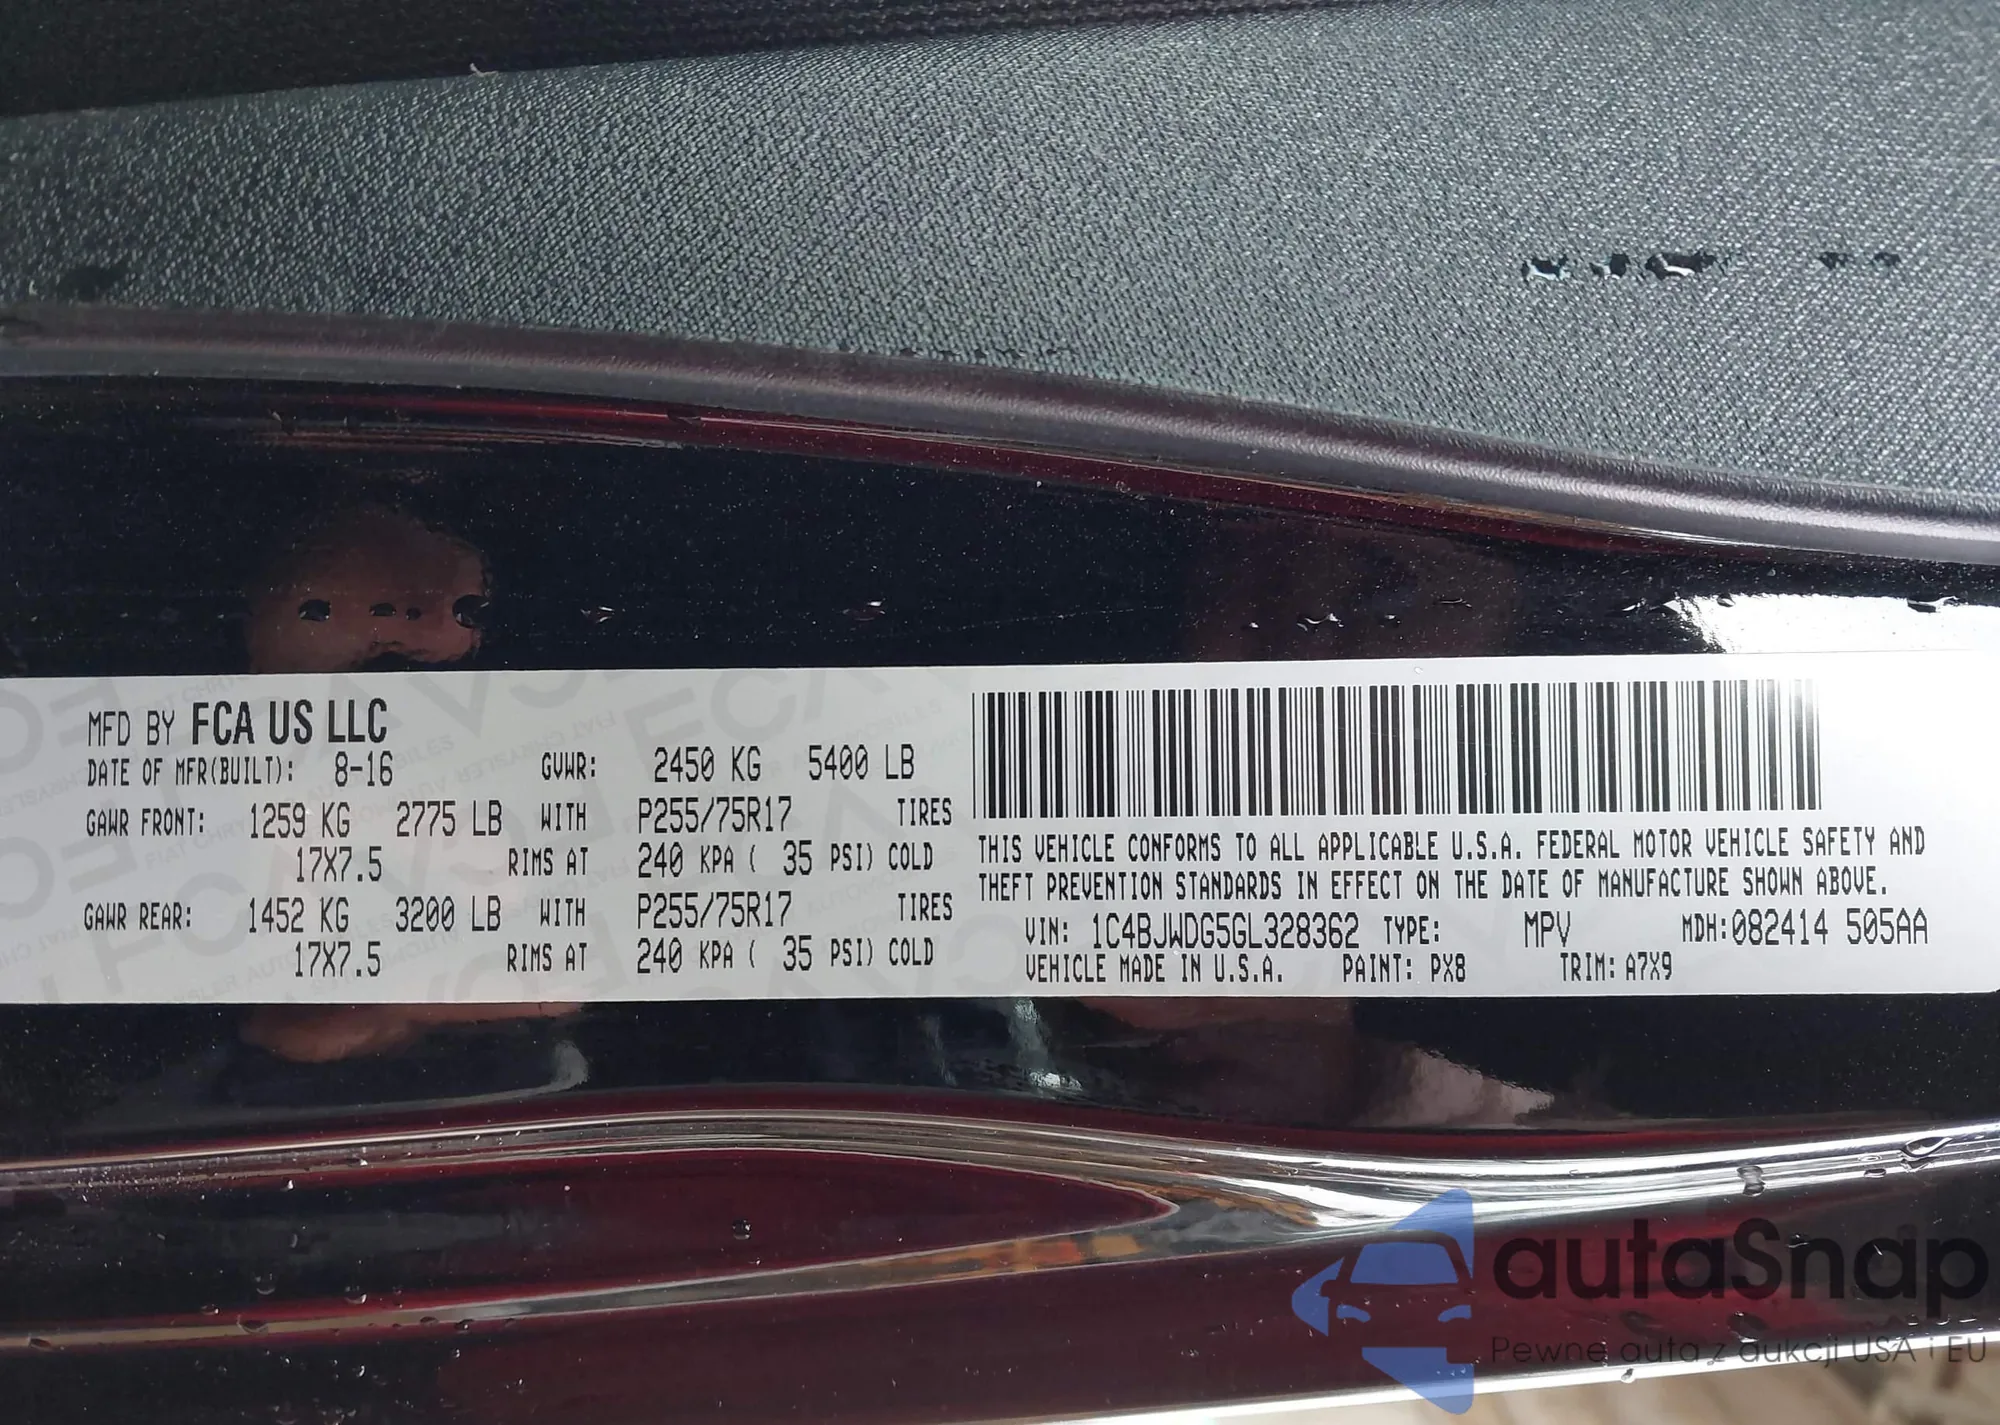 MFD BY FCA US LLC
DATE OF MFR(BUILT): 8-16 GVWR: 2450 KG 5400 LB
GAWR FRONT: 1259 KG 2775 LB WITH P255/75R17 TIRES
17X7.5 RIMS AT 240 KPA ( 35 PSI) COLD
GAWR REAR: 1452 KG 3200 LB WITH P255/75R17 TIRES
17X7.5 RIMS AT 240 KPA ( 35 PSI) COLD
THIS VEHICLE CONFORMS TO ALL APPLICABLE U.S.A. FEDERAL MOTOR VEHICLE SAFETY AND
THEFT PREVENTION STANDARDS IN EFFECT ON THE DATE OF MANUFACTURE SHOWN ABOVE.
VIN: 1C4BJWDG5GL328362 TYPE: MPV MDH:082414 505AA
VEHICLE MADE IN U.S.A. PAINT: PX8 TRIM: A7X9
autaSnap
Pewne auta z aukcji USA i EU